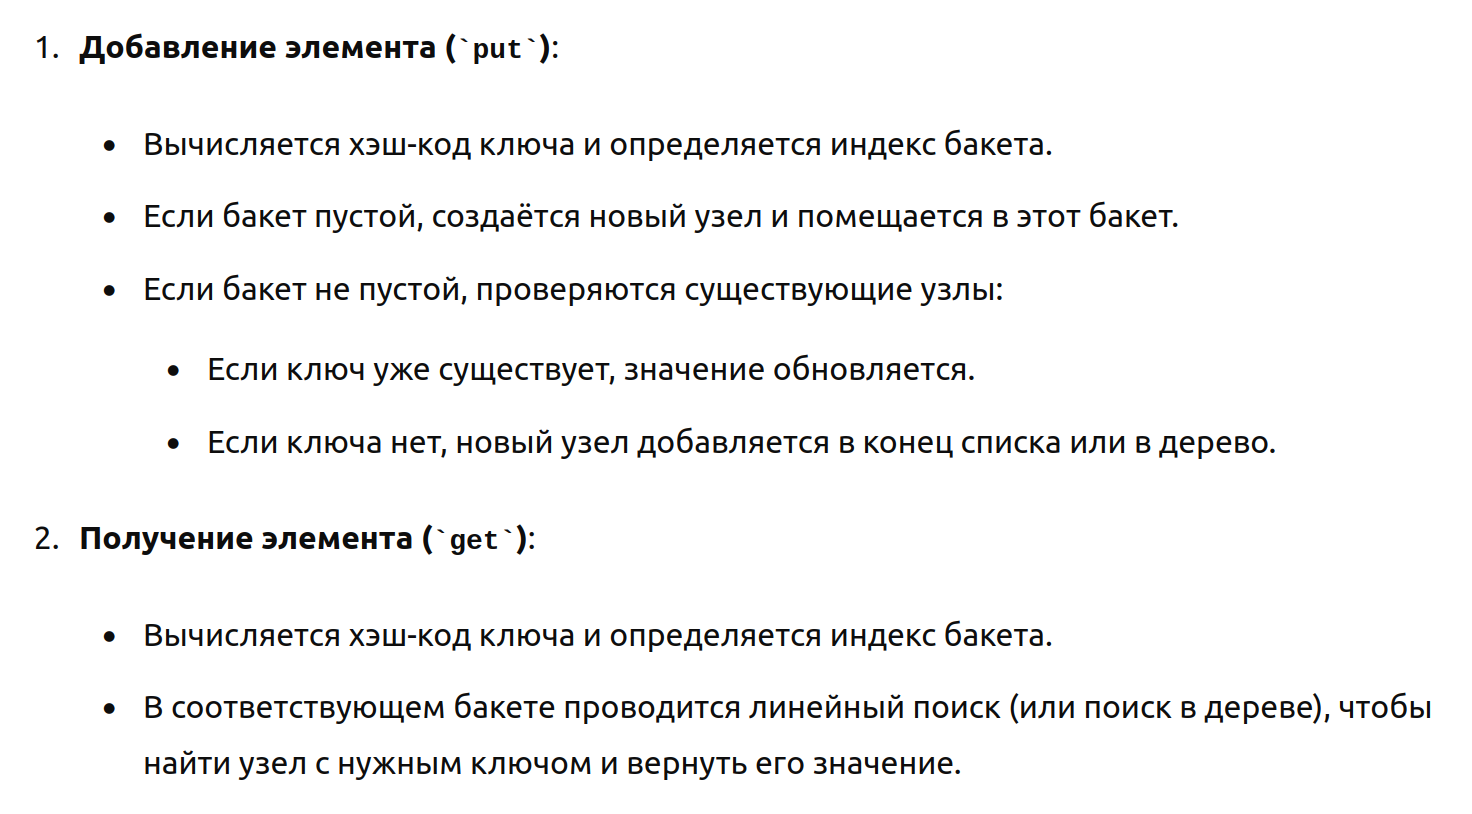 1. Добавление элемента (`put`):
• Вычисляется хэш-код ключа и определяется индекс бакета.
• Если бакет пустой, создаётся новый узел и помещается в этот бакет.
• Если бакет не пустой, проверяются существующие узлы:
• Если ключ уже существует, значение обновляется.
• Если ключа нет, новый узел добавляется в конец списка или в дерево.
2. Получение элемента (`get`):
• Вычисляется хэш-код ключа и определяется индекс бакета.
• В соответствующем бакете проводится линейный поиск (или поиск в дереве), чтобы
найти узел с нужным ключом и вернуть его значение.